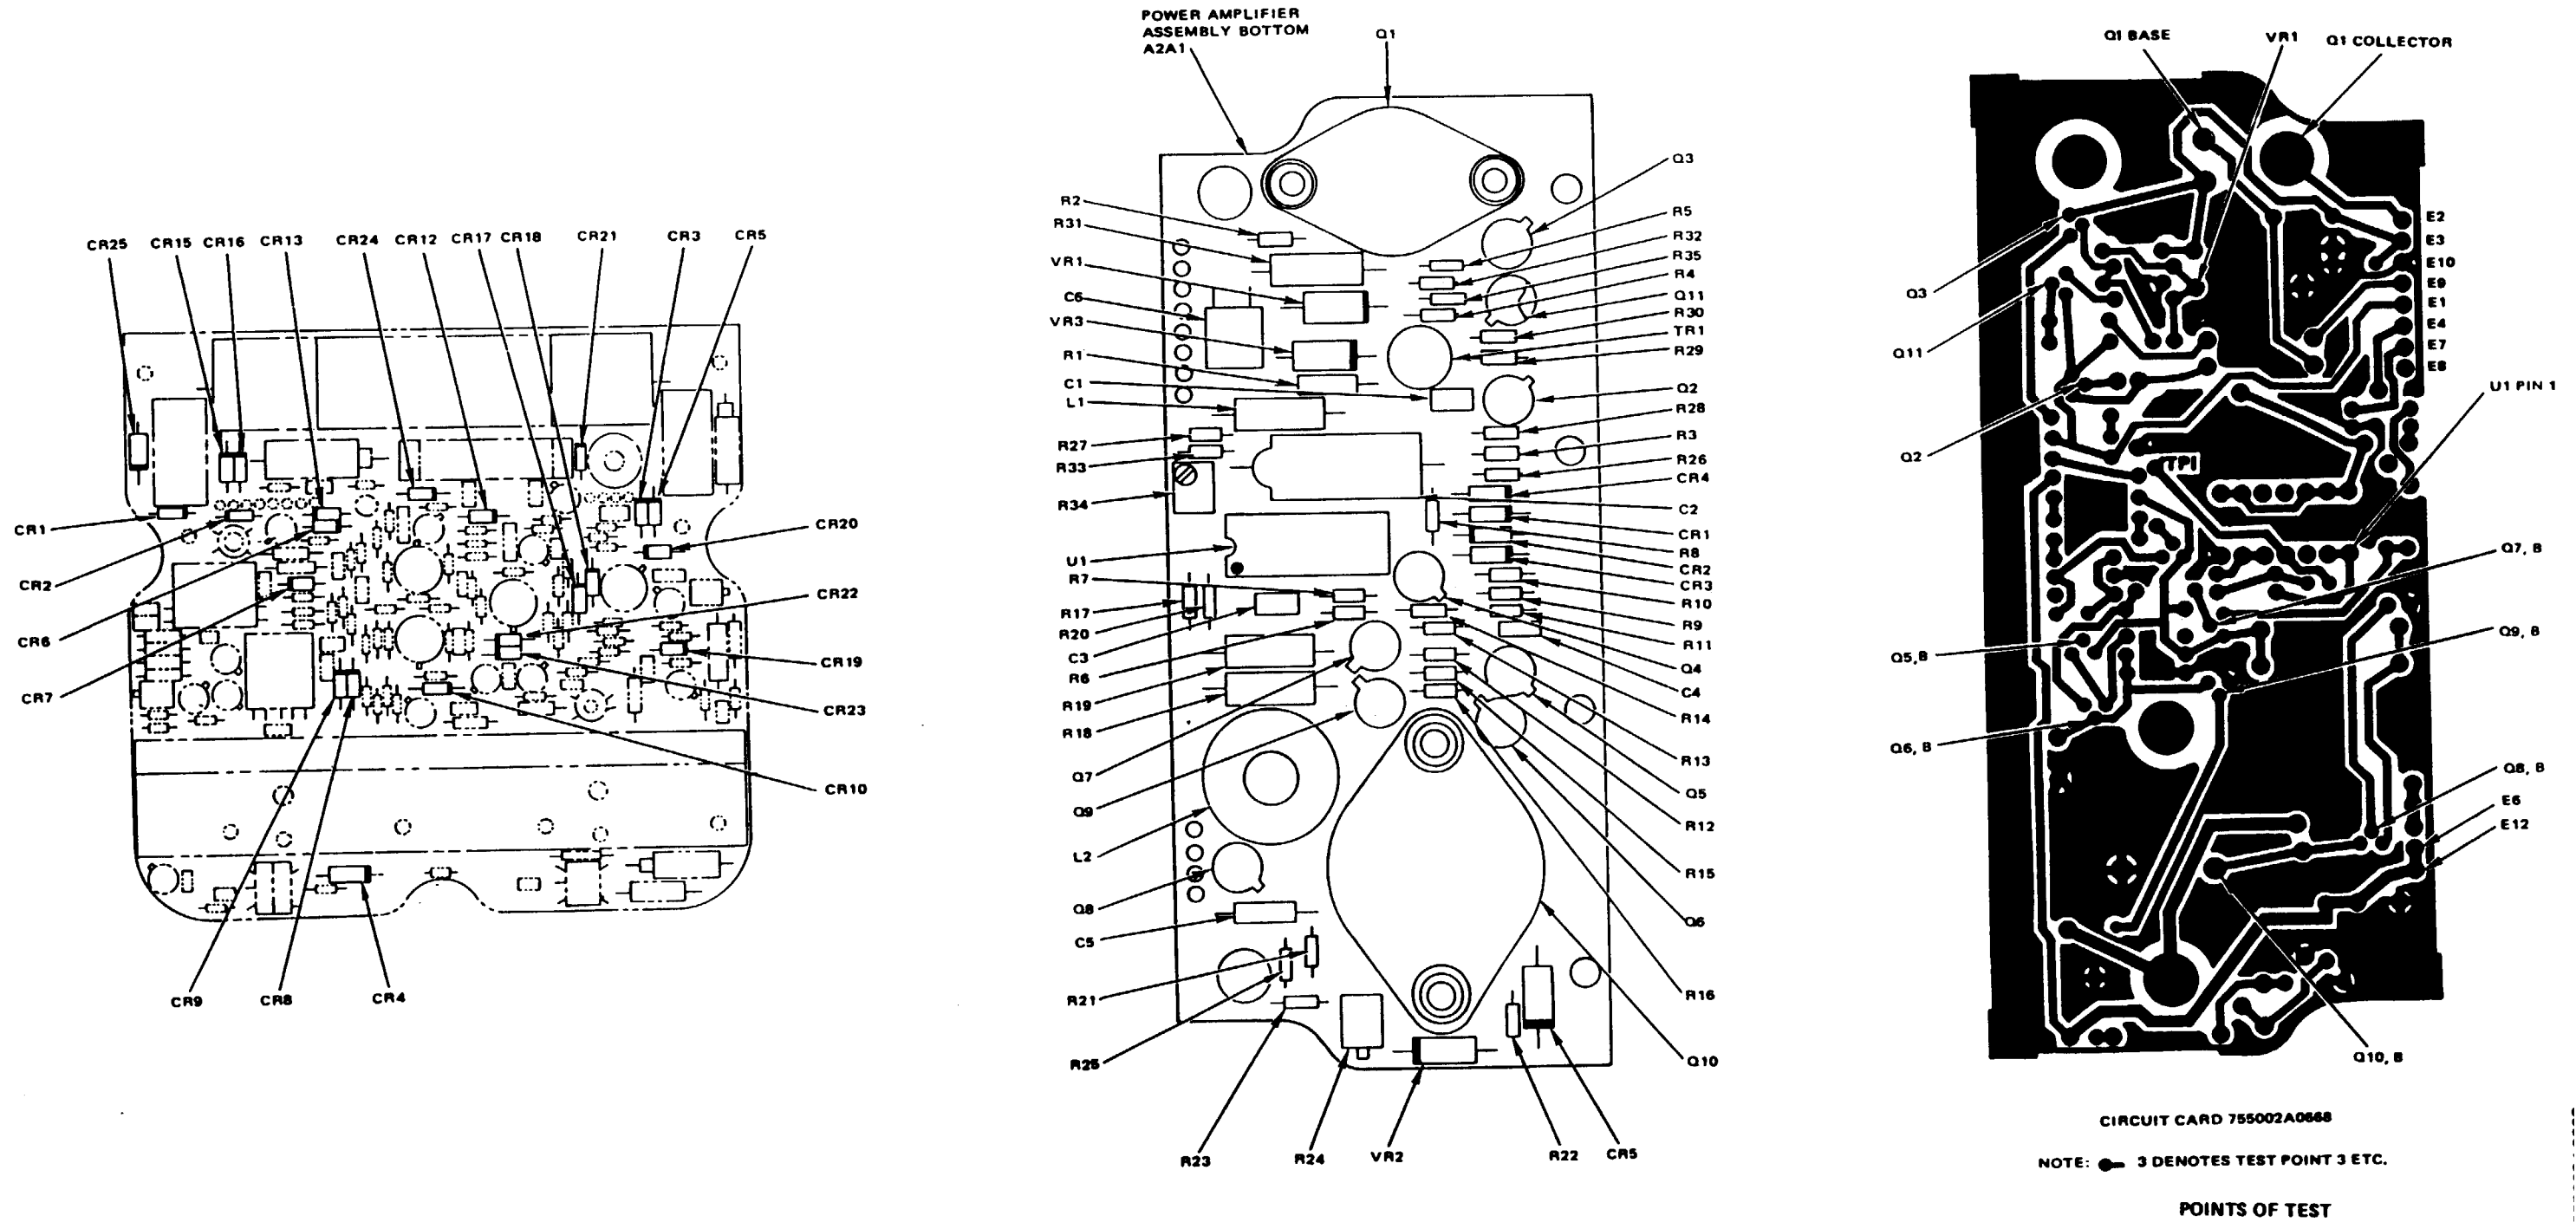 CR25 CR15 CR16 CR13 CR24 CR12 CR17 CR18 CR21 CR3 CR5
CR1
CR2
CR6
CR7
CR20
CR22
CR19
CR23
CR10
CR9 CR8 CR4
POWER AMPLIFIER
ASSEMBLY BOTTOM
A2A1
Q1
R2
R31
VR1
C6
VR3
R1
C1
L1
R27
R33
R34
U1
R7
R17
R20
C3
R6
R19
R18
Q7
Q9
L2
Q8
C5
R21
R25
R23 R24 VR2 R22 CR5
Q3
R5
R32
R35
R4
Q11
R30
TR1
R29
Q2
R28
R3
R26
CR4
C2
CR1
R8
CR2
CR3
R10
R9
R11
Q4
C4
R14
R13
Q5
R12
R15
Q6
R16
Q10
Q1 BASE VR1 Q1 COLLECTOR
E2
E3
E10
E9
E1
E4
E7
E8
U1 PIN 1
Q3
Q11
Q2
TP1
Q7, B
Q9, B
Q5,B
Q6, B
Q8, B
E6
E12
Q10, B
CIRCUIT CARD 755002A0668
NOTE: 3 DENOTES TEST POINT 3 ETC.
POINTS OF TEST